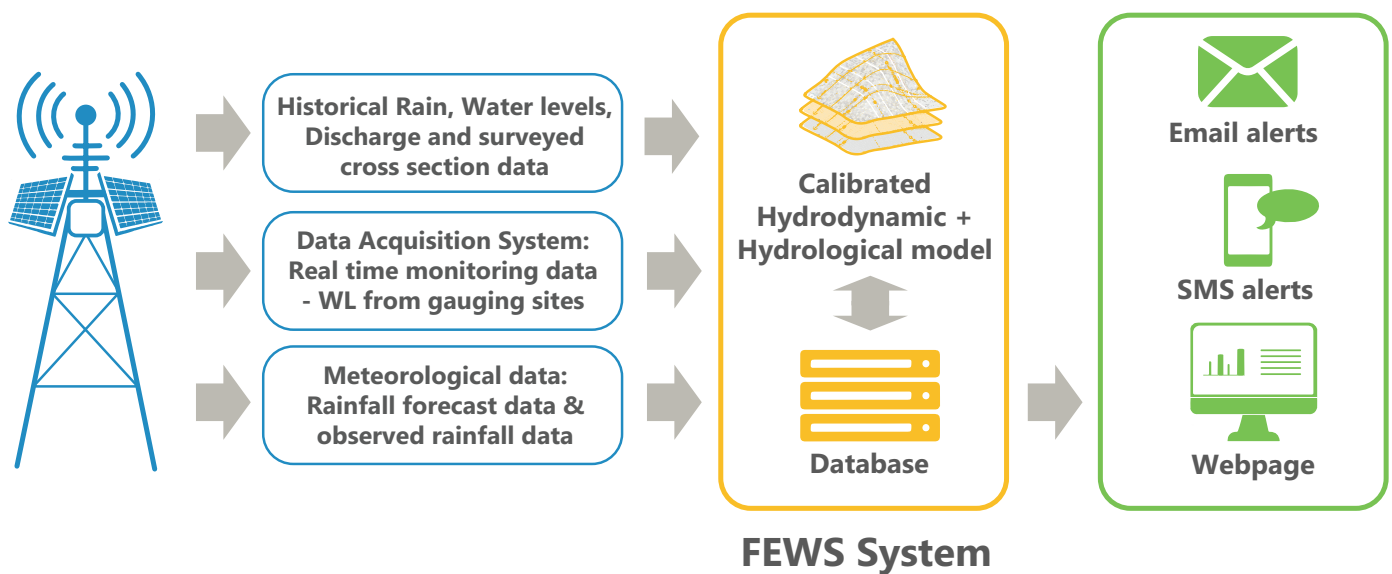 Historical Rain, Water levels,
Discharge and surveyed
cross section data
Data Acquisition System:
Real time monitoring data
- WL from gauging sites
Meteorological data:
Rainfall forecast data &
observed rainfall data
Calibrated
Hydrodynamic +
Hydrological model
Database
FEWS System
Email alerts
SMS alerts
Webpage